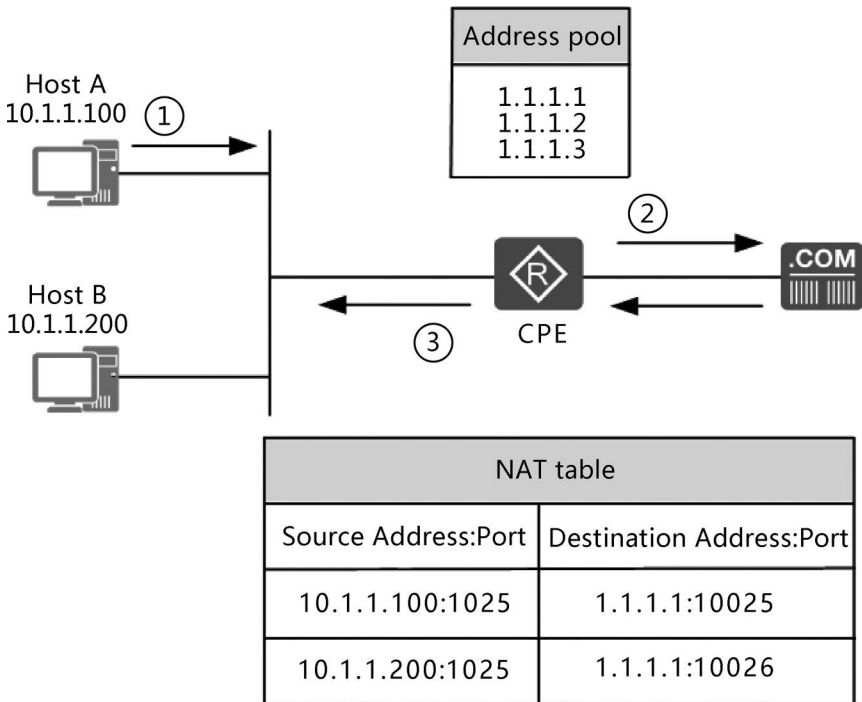 Address pool
1.1.1.1
1.1.1.2
1.1.1.3
Host A
10.1.1.100
1
2
.COM
R
Host B
10.1.1.200
3
CPE
NAT table
Source Address:Port
Destination Address:Port
10.1.1.100:1025
1.1.1.1:10025
10.1.1.200:1025
1.1.1.1:10026